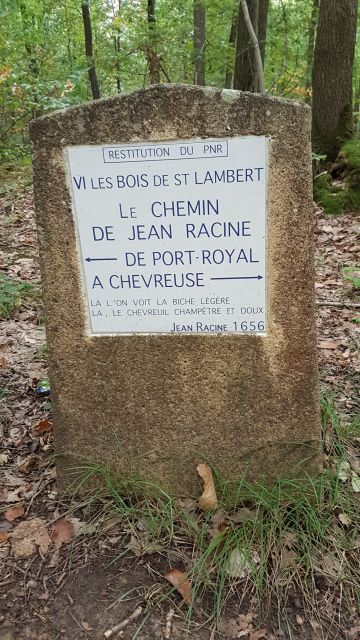 RESTITUTION DU PNR
VI LES BOIS DE ST LAMBERT
LE CHEMIN
DE JEAN RACINE
← DE PORT-ROYAL
A CHEVREUSE →
LA L'ON VOIT LA BICHE LÉGÈRE
LA, LE CHEVREUIL CHAMPÊTRE ET DOUX
JEAN RACINE 1656